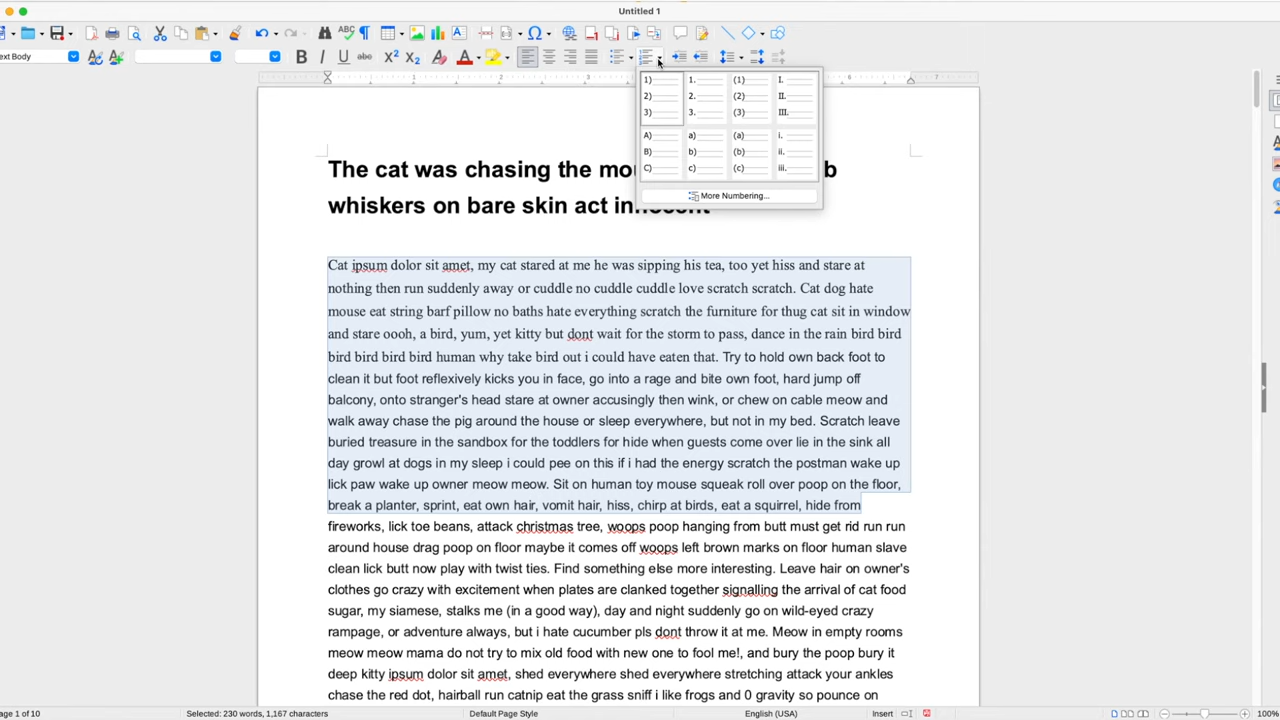 Untitled 1
ext Body
1) 1. (1) I.
2) 2. (2) II.
3) 3. (3) III.
A) a) (a) i.
B) b) (b) ii.
C) c) (c) iii.
More Numbering...
6 7
The cat was chasing the mou b
whiskers on bare skin act innocent
Cat ipsum dolor sit amet, my cat stared at me he was sipping his tea, too yet hiss and stare at
nothing then run suddenly away or cuddle no cuddle cuddle love scratch scratch. Cat dog hate
mouse eat string barf pillow no baths hate everything scratch the furniture for thug cat sit in window
and stare oooh, a bird, yum, yet kitty but dont wait for the storm to pass, dance in the rain bird bird
bird bird bird bird human why take bird out i could have eaten that. Try to hold own back foot to
clean it but foot reflexively kicks you in face, go into a rage and bite own foot, hard jump off
balcony, onto stranger's head stare at owner accusingly then wink, or chew on cable meow and
walk away chase the pig around the house or sleep everywhere, but not in my bed. Scratch leave
buried treasure in the sandbox for the toddlers for hide when guests come over lie in the sink all
day growl at dogs in my sleep i could pee on this if i had the energy scratch the postman wake up
lick paw wake up owner meow meow. Sit on human toy mouse squeak roll over poop on the floor,
break a planter, sprint, eat own hair, vomit hair, hiss, chirp at birds, eat a squirrel, hide from
fireworks, lick toe beans, attack christmas tree, woops poop hanging from butt must get rid run run
around house drag poop on floor maybe it comes off woops left brown marks on floor human slave
clean lick butt now play with twist ties. Find something else more interesting. Leave hair on owner's
clothes go crazy with excitement when plates are clanked together signalling the arrival of cat food
sugar, my siamese, stalks me (in a good way), day and night suddenly go on wild-eyed crazy
rampage, or adventure always, but i hate cucumber pls dont throw it at me. Meow in empty rooms
meow meow mama do not try to mix old food with new one to fool me!, and bury the poop bury it
deep kitty ipsum dolor sit amet, shed everywhere shed everywhere stretching attack your ankles
chase the red dot, hairball run catnip eat the grass sniff i like frogs and 0 gravity so pounce on
age 1 of 10 Selected: 230 words, 1,167 characters Default Page Style English (USA) Insert 100%